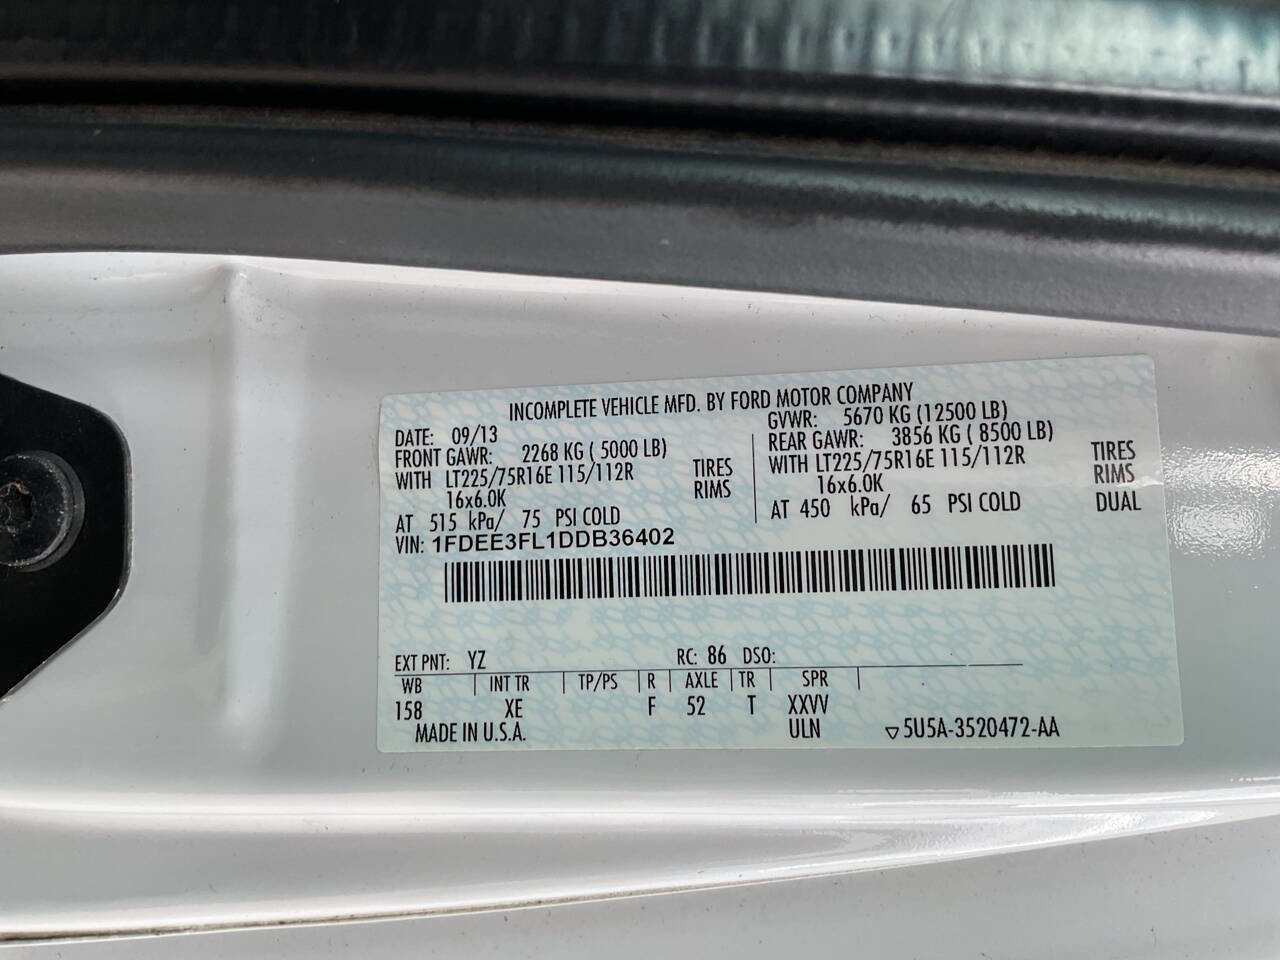 INCOMPLETE VEHICLE MFD. BY FORD MOTOR COMPANY
DATE: 09/13 GVWR: 5670 KG (12500 LB)
FRONT GAWR: 2268 KG ( 5000 LB) REAR GAWR: 3856 KG ( 8500 LB)
WITH LT225/75R16E 115/112R TIRES WITH LT225/75R16E 115/112R TIRES
16x6.0K RIMS 16x6.0K RIMS
AT 515 kPa/ 75 PSI COLD AT 450 kPa/ 65 PSI COLD DUAL
VIN: 1FDEE3FL1DDB36402
EXT PNT: YZ RC: 86 DSO:
WB INT TR TP/PS R AXLE TR SPR
158 XE F 52 T XXVV
MADE IN U.S.A. ULN ▽5U5A-3520472-AA